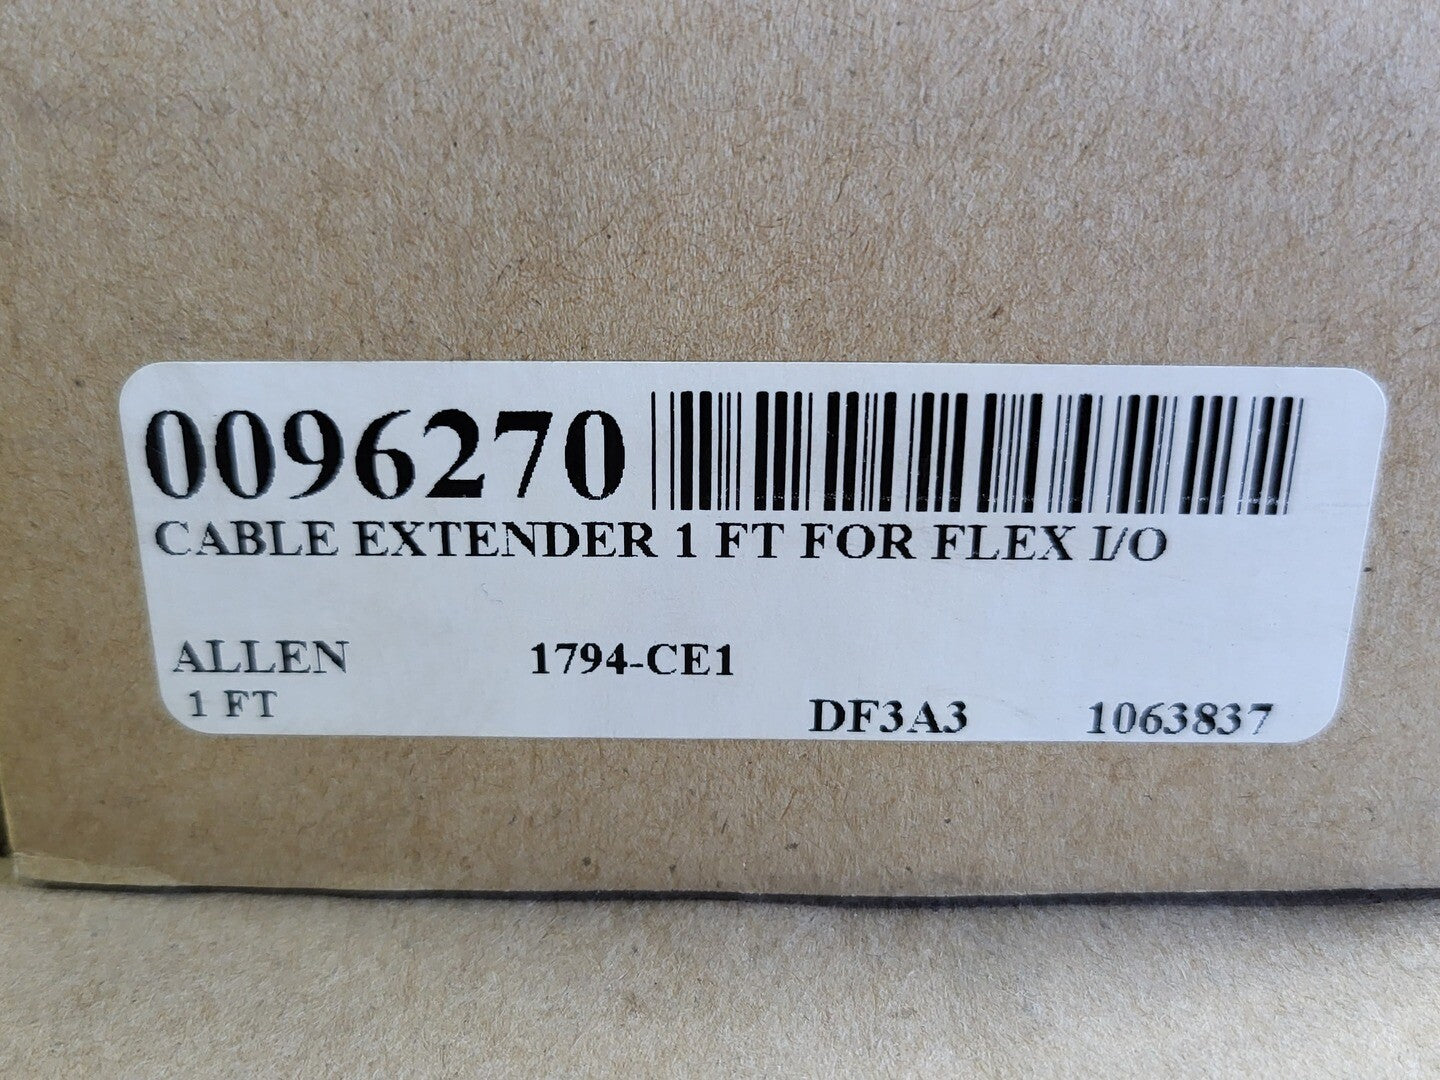 0096270
CABLE EXTENDER 1 FT FOR FLEX I/O
ALLEN 1794-CE1
1 FT DF3A3 1063837